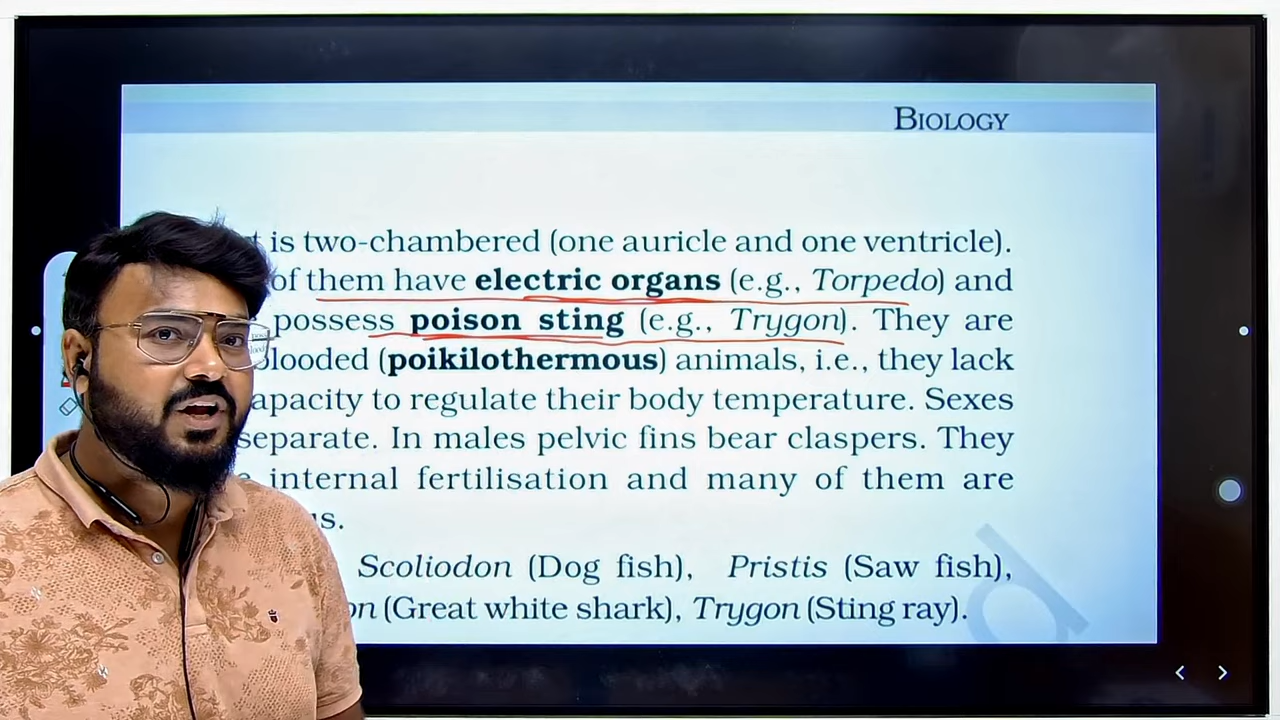 BIOLOGY
is two-chambered (one auricle and one ventricle).
of them have electric organs (e.g., Torpedo) and
possess poison sting (e.g., Trygon). They are
blooded (poikilothermous) animals, i.e., they lack
capacity to regulate their body temperature. Sexes
separate. In males pelvic fins bear claspers. They
internal fertilisation and many of them are
Scoliodon (Dog fish), Pristis (Saw fish),
(Great white shark), Trygon (Sting ray).